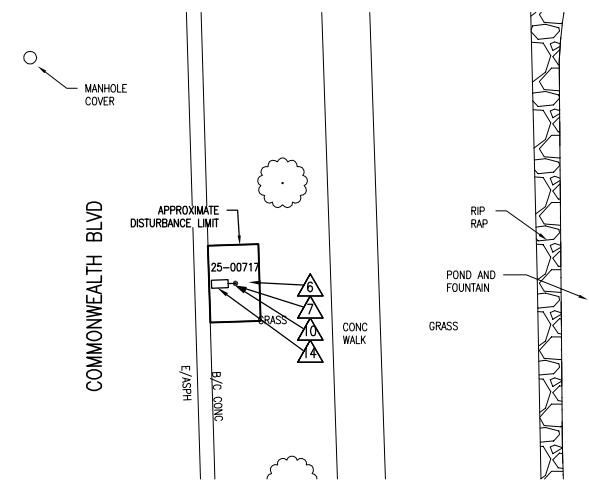 MANHOLE
COVER
COMMONWEALTH BLVD
APPROXIMATE
DISTURBANCE LIMIT
25-00717
6
7
10
14
GRASS
E/ASPH
B/C CONC
CONC
WALK
GRASS
RIP
RAP
POND AND
FOUNTAIN